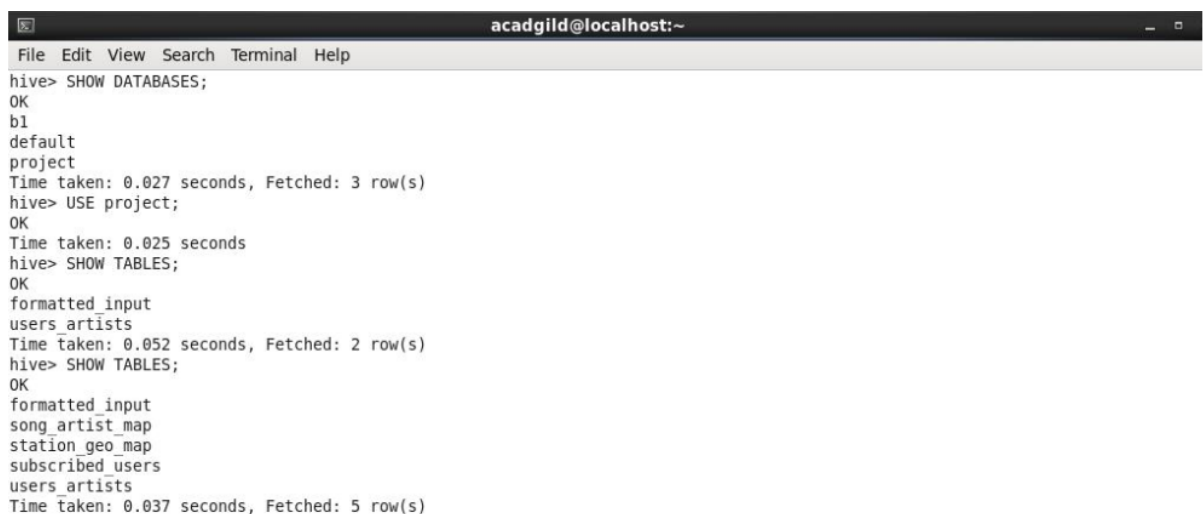 acadgild@localhost:~
File Edit View Search Terminal Help
hive> SHOW DATABASES;
OK
b1
default
project
Time taken: 0.027 seconds, Fetched: 3 row(s)
hive> USE project;
OK
Time taken: 0.025 seconds
hive> SHOW TABLES;
OK
formatted_input
users_artists
Time taken: 0.052 seconds, Fetched: 2 row(s)
hive> SHOW TABLES;
OK
formatted_input
song_artist_map
station_geo_map
subscribed_users
users_artists
Time taken: 0.037 seconds, Fetched: 5 row(s)